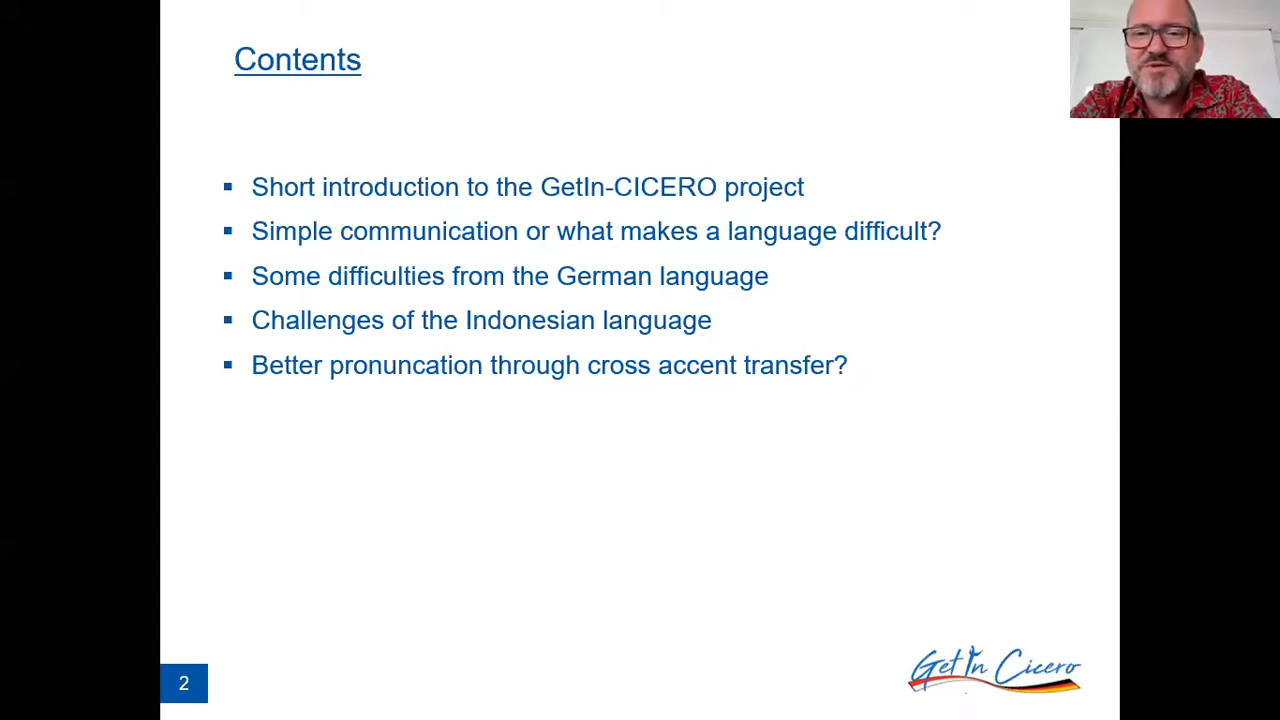 Contents
Short introduction to the GetIn-CICERO project
Simple communication or what makes a language difficult?
Some difficulties from the German language
Challenges of the Indonesian language
Better pronuncation through cross accent transfer?
2
Get In Cicero